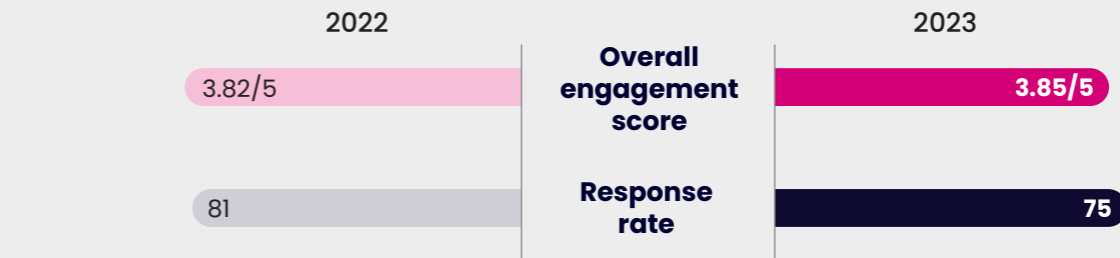 2022
2023
3.82/5
Overall
engagement
score
3.85/5
81
Response
rate
75